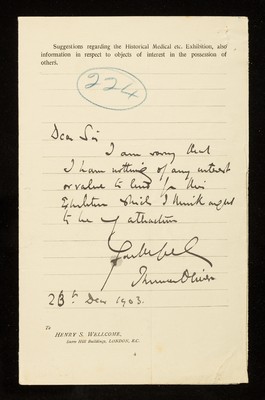 Suggestions regarding the Historical Medical etc. Exhibition, also
information in respect to objects of interest in the possession of
others.
224
Dear Sir
I am sorry that
I have nothing of any interest
or value to lend for this
Exhibition which I think ought
to be of attraction
Thomas Oliver
28th Dec 1903.
To
HENRY S. WELLCOME,
Snow Hill Buildings, LONDON, E.C.